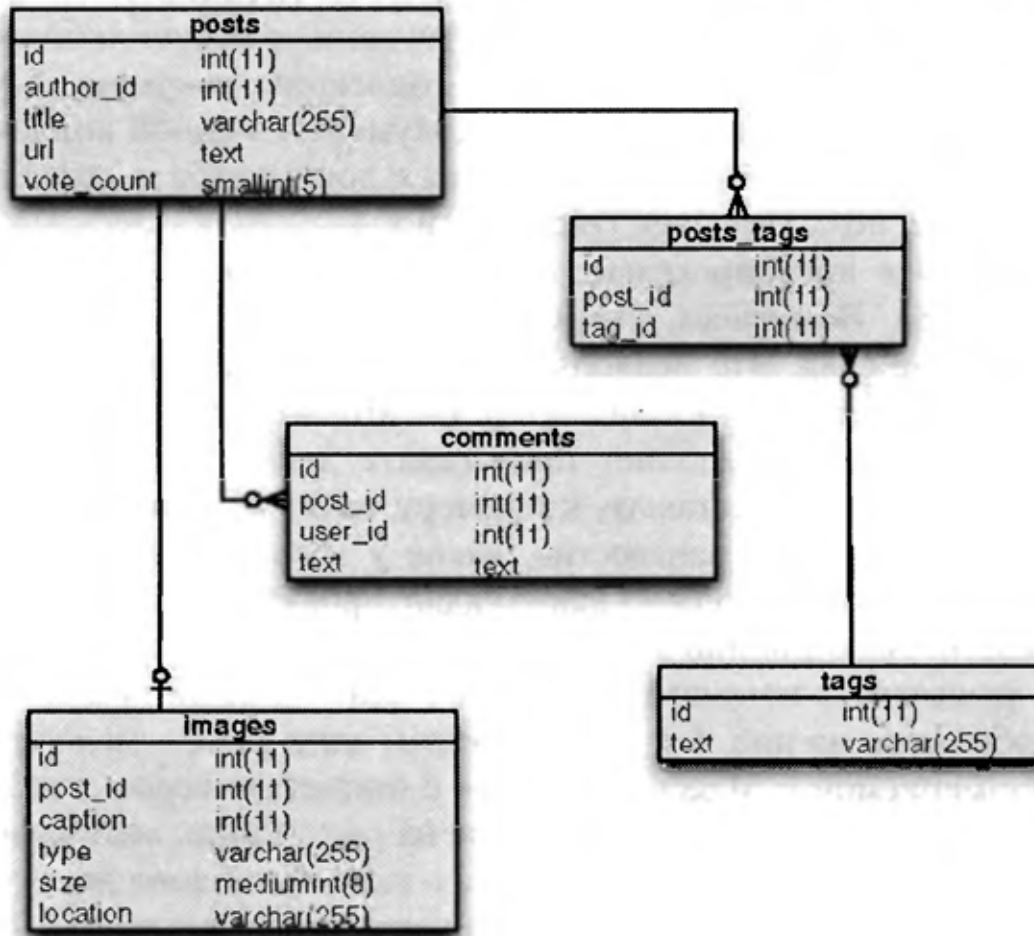 posts
id int(11)
author_id int(11)
title varchar(255)
url text
vote_count smallint(5)
posts_tags
id int(11)
post_id int(11)
tag_id int(11)
comments
id int(11)
post_id int(11)
user_id int(11)
text text
tags
id int(11)
text varchar(255)
images
id int(11)
post_id int(11)
caption int(11)
type varchar(255)
size mediumint(8)
location varchar(255)